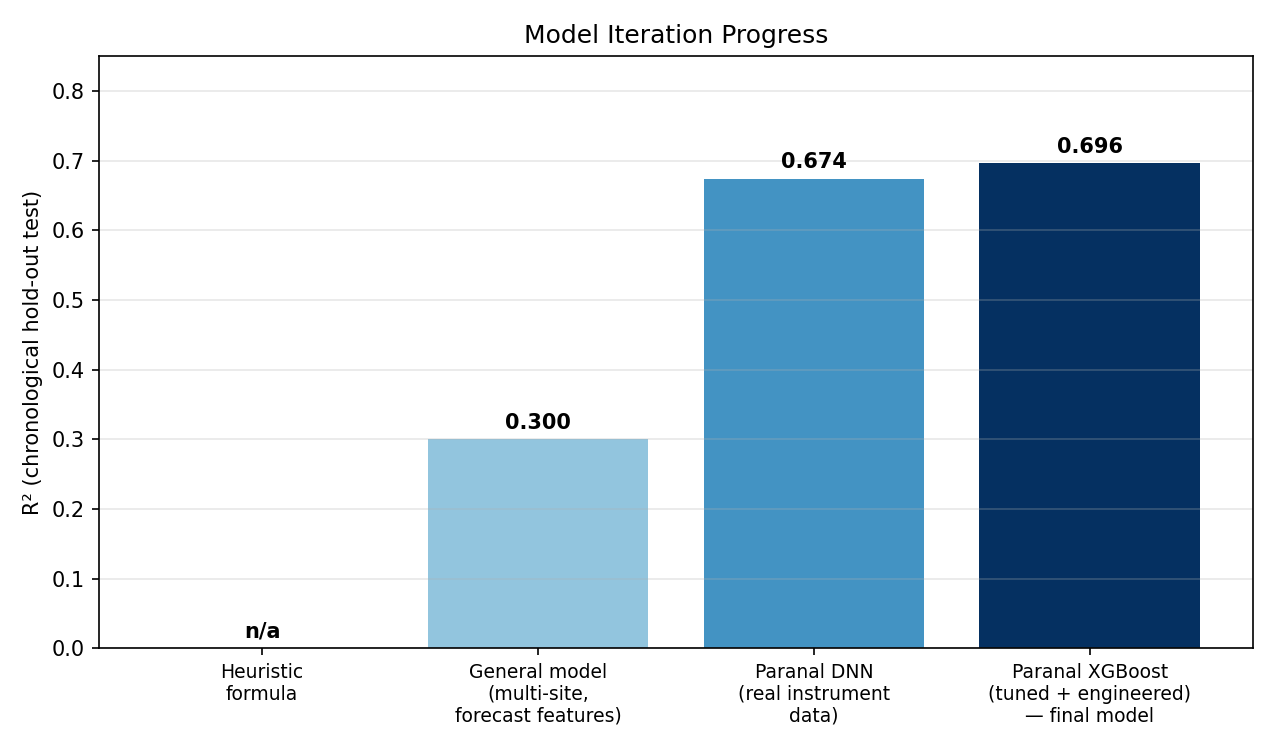 Model Iteration Progress
R² (chronological hold-out test)
0.8
0.7
0.6
0.5
0.4
0.3
0.2
0.1
0.0
n/a
0.300
0.674
0.696
Heuristic
formula
General model
(multi-site,
forecast features)
Paranal DNN
(real instrument
data)
Paranal XGBoost
(tuned + engineered)
— final model